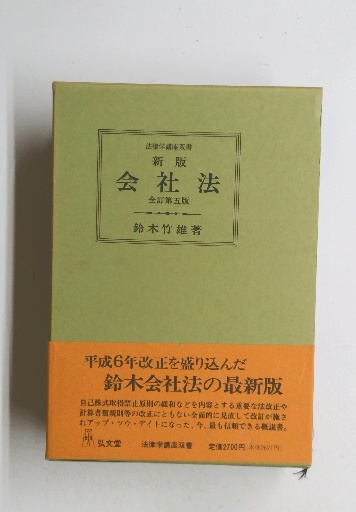 法律学講座双書
新版
会社法
全訂第五版
鈴木竹雄著
平成6年改正を盛り込んだ
鈴木会社法の最新版
自己株式取得禁止原則の緩和などを内容とする重要な法改正や
計算書類規則等の改正にともない全面的に見直して改訂が施さ
れアップ・ツウ・デイトになった、今、最も信頼できる概説書。
弘文堂 法律学講座双書 定価2700円(本体2621円)